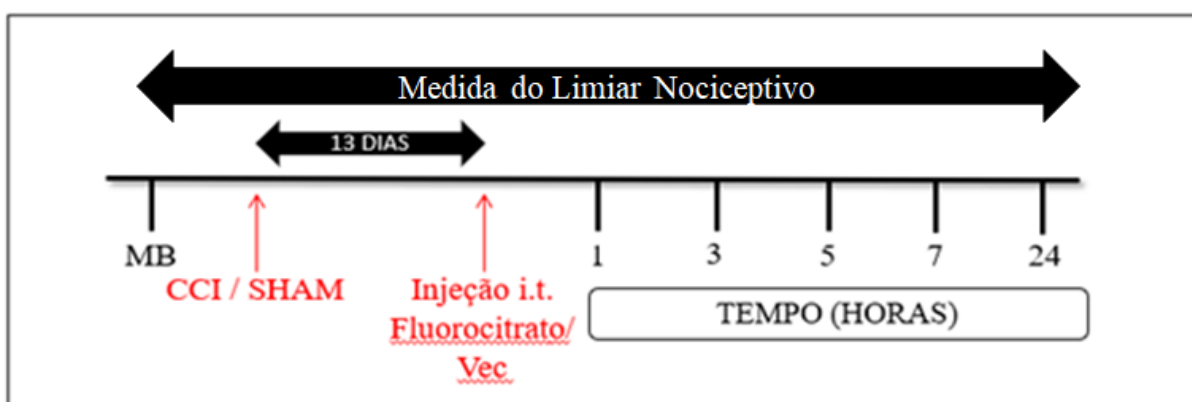 Medida do Limiar Nociceptivo
13 DIAS
MB
CCI / SHAM
Injeção i.t.
Fluorocitrato/
Vec
1 3 5 7 24
TEMPO (HORAS)